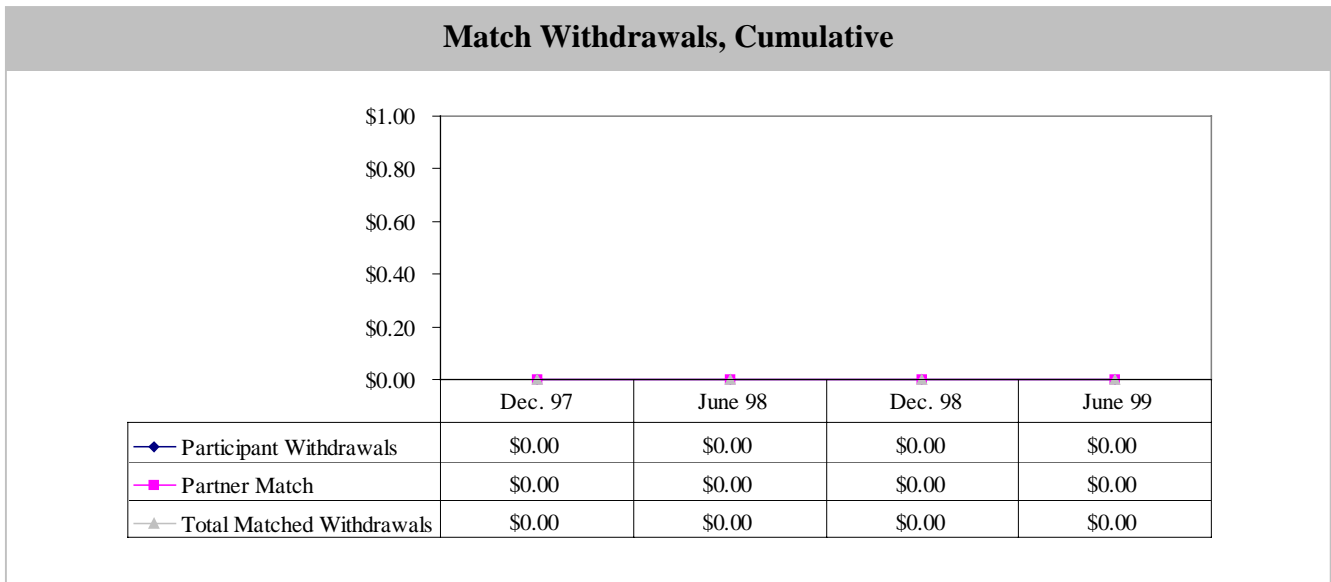 Match Withdrawals, Cumulative
$1.00
$0.80
$0.60
$0.40
$0.20
$0.00
Dec. 97 June 98 Dec. 98 June 99
Participant Withdrawals $0.00 $0.00 $0.00 $0.00
Partner Match $0.00 $0.00 $0.00 $0.00
Total Matched Withdrawals $0.00 $0.00 $0.00 $0.00